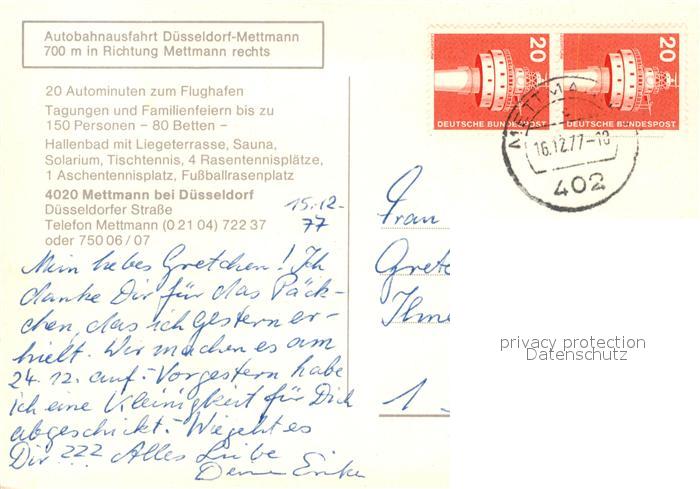 Autobahnausfahrt Düsseldorf-Mettmann
700 m in Richtung Mettmann rechts
20 Autominuten zum Flughafen
Tagungen und Familienfeiern bis zu
150 Personen – 80 Betten –
Hallenbad mit Liegeterrasse, Sauna,
Solarium, Tischtennis, 4 Rasentennisplätze,
1 Aschentennisplatz, Fußballrasenplatz
4020 Mettmann bei Düsseldorf
Düsseldorfer Straße
Telefon Mettmann (0 21 04) 722 37
oder 750 06 / 07
15.12.
77
Mein liebes Gretchen! Ich
danke Dir für das Päck-
chen, das ich gestern er-
hielt. Wir machen es am
24.12. auf. – Vorgestern habe
ich eine Kleinigkeit für Dich
abgeschickt. – Wie geht es
Dir ??? Alles Liebe
Deine Erika
20
20
DEUTSCHE BUNDESPOST
DEUTSCHE BUNDESPOST
METTMA
16.12.77-18
402
Frau
Grete
Ilme
1 -
privacy protection
Datenschutz